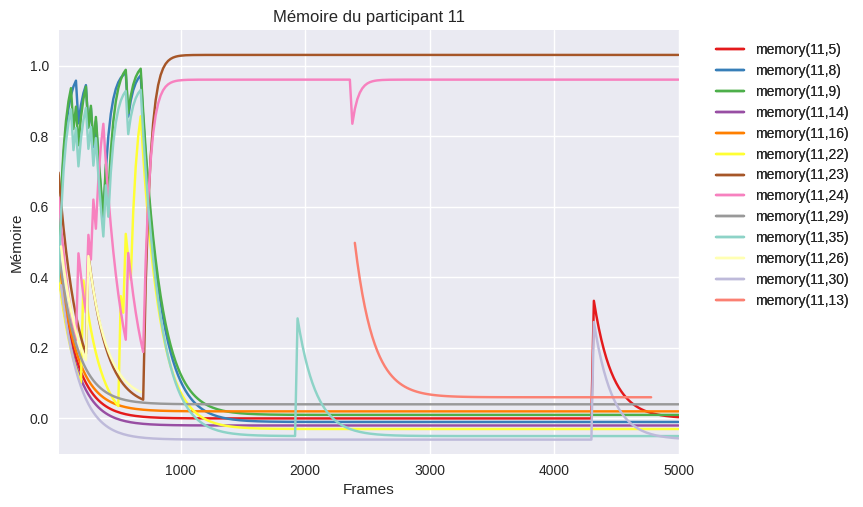 Mémoire du participant 11
Mémoire
1.0
0.8
0.6
0.4
0.2
0.0
1000
2000
3000
4000
5000
Frames
memory(11,5)
memory(11,8)
memory(11,9)
memory(11,14)
memory(11,16)
memory(11,22)
memory(11,23)
memory(11,24)
memory(11,29)
memory(11,35)
memory(11,26)
memory(11,30)
memory(11,13)